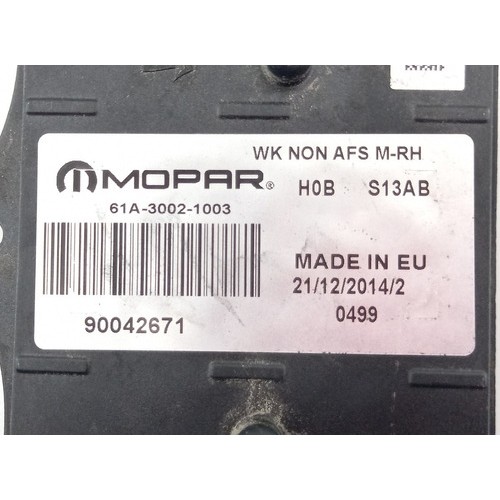 WK NON AFS M-RH
MOPAR® H0B S13AB
61A-3002-1003
MADE IN EU
21/12/2014/2
90042671 0499